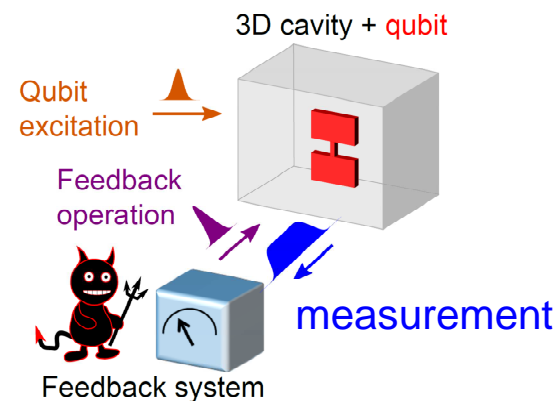 3D cavity + qubit
Qubit
excitation
Feedback
operation
measurement
Feedback system